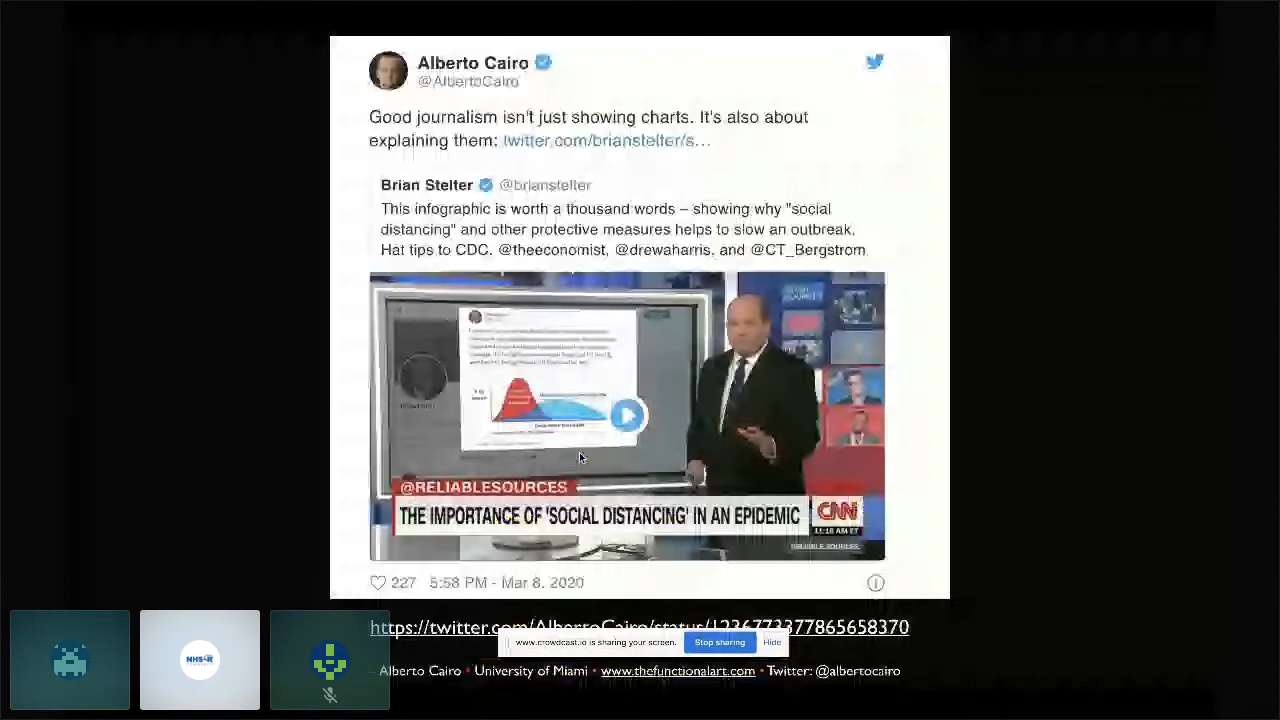 Alberto Cairo
@AlbertoCairo
Good journalism isn't just showing charts. It's also about
explaining them: twitter.com/brianstelter/s…
Brian Stelter @brianstelter
This infographic is worth a thousand words – showing why "social
distancing" and other protective measures helps to slow an outbreak.
Hat tips to CDC, @theeconomist, @drewaharris, and @CT_Bergstrom
@RELIABLESOURCES
THE IMPORTANCE OF 'SOCIAL DISTANCING' IN AN EPIDEMIC
CNN
RELIABLE SOURCES
227 5:58 PM - Mar 8, 2020
https://twitter.com/AlbertoCairo/status/1236773377865658370
www.crowdcast.io is sharing your screen. Stop sharing Hide
Alberto Cairo • University of Miami • www.thefunctionalart.com • Twitter: @albertocairo
NHS-R